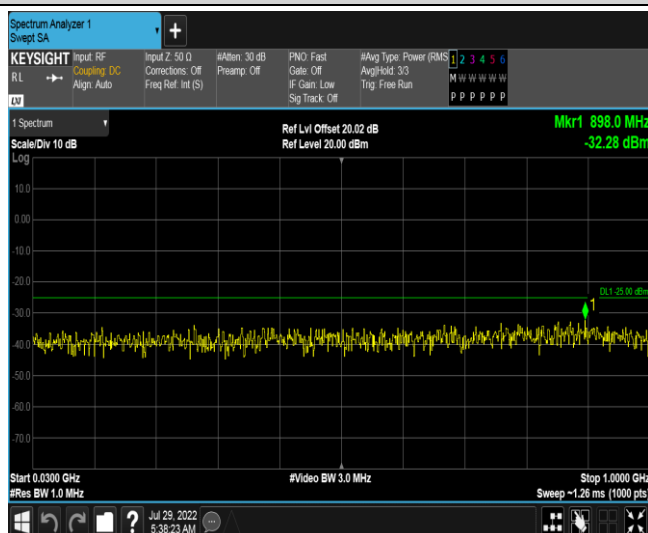 Spectrum Analyzer 1
Swept SA
+
KEYSIGHT
RL
LXI
Input: RF
Coupling: DC
Align: Auto
Input Z: 50 Ω
Corrections: Off
Freq Ref: Int (S)
#Atten: 30 dB
Preamp: Off
PNO: Fast
Gate: Off
IF Gain: Low
Sig Track: Off
#Avg Type: Power (RMS
Avg|Hold: 3/3
Trig: Free Run
1 2 3 4 5 6
M W W W W W
P P P P P P
1 Spectrum
Scale/Div 10 dB
Ref Lvl Offset 20.02 dB
Ref Level 20.00 dBm
Mkr1 898.0 MHz
-32.28 dBm
Log
10.0
0.00
-10.0
-20.0
DL1 -25.00 dBm
1
-30.0
-40.0
-50.0
-60.0
-70.0
Start 0.0300 GHz
#Res BW 1.0 MHz
#Video BW 3.0 MHz
Stop 1.0000 GHz
Sweep ~1.26 ms (1000 pts)
?
Jul 29, 2022
5:38:23 AM